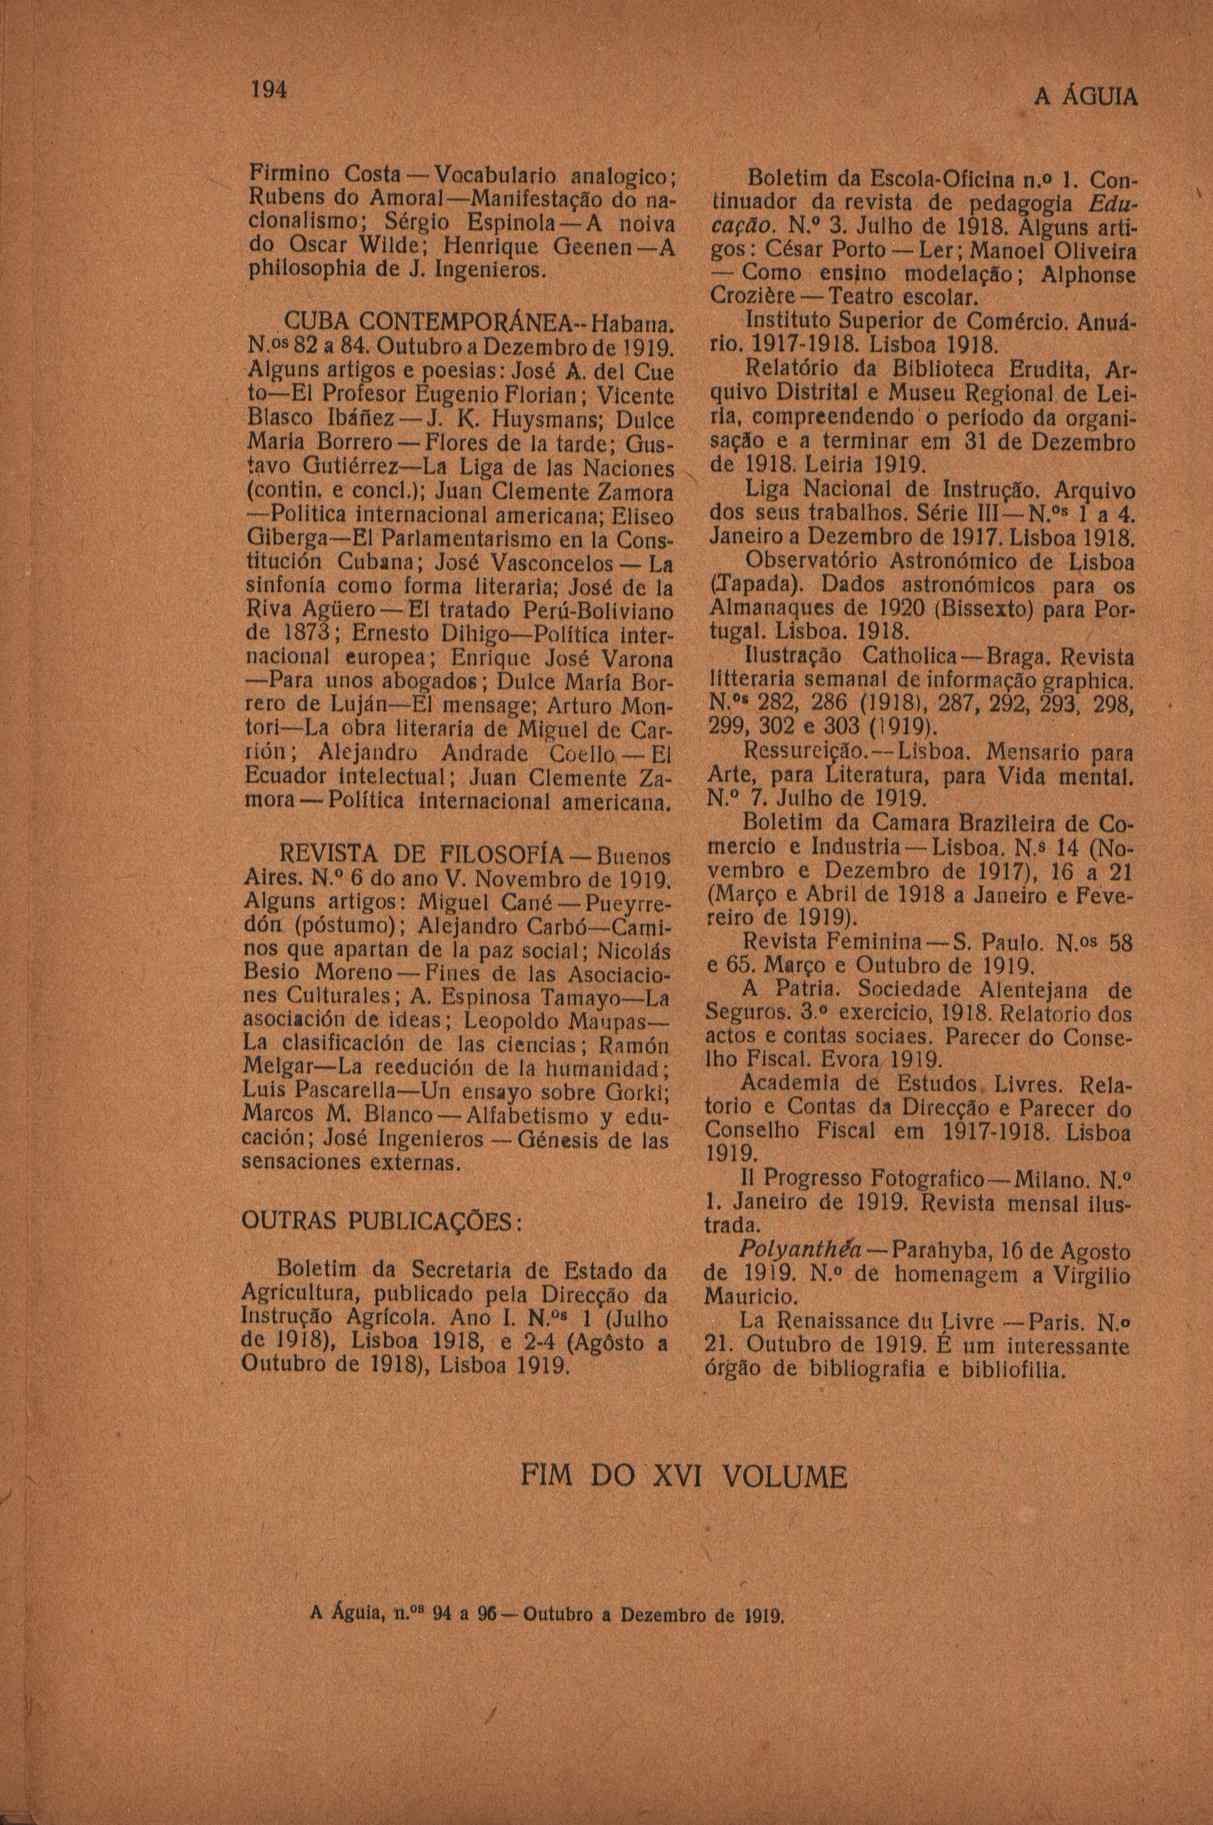 194
A ÁGUIA
Firmino Costa — Vocabulario analogico;
Rubens do Amoral—Manifestação do na-
cionalismo; Sérgio Espinola — A noiva
do Oscar Wilde; Henrique Geenen — A
philosophia de J. Ingenieros.
CUBA CONTEMPORÁNEA-- Habana.
N.os 82 a 84. Outubro a Dezembro de 1919.
Alguns artigos e poesias: José A. del Cue
to—El Profesor Eugenio Florian; Vicente
Blasco Ibáñez — J. K. Huysmans; Dulce
Maria Borrero — Flores de la tarde; Gus-
tavo Gutiérrez—La Liga de las Naciones
(contin. e concl.); Juan Clemente Zamora
—Politica internacional americana; Eliseo
Giberga—El Parlamentarismo en la Cons-
titución Cubana; José Vasconcelos — La
sinfonía como forma literaria; José de la
Riva Agüero — El tratado Perú-Boliviano
de 1873; Ernesto Dihigo—Política inter-
nacional europea; Enrique José Varona
—Para unos abogados; Dulce María Bor-
rero de Luján—El mensage; Arturo Mon-
tori—La obra literaria de Miguel de Car-
rión; Alejandro Andrade Coello — El
Ecuador intelectual; Juan Clemente Za-
mora — Política internacional americana.
REVISTA DE FILOSOFÍA — Buenos
Aires. N.º 6 do ano V. Novembro de 1919.
Alguns artigos: Miguel Cané — Pueyrre-
dón (póstumo); Alejandro Carbó—Cami-
nos que apartan de la paz social; Nicolás
Besio Moreno — Fines de las Asociacio-
nes Culturales; A. Espinosa Tamayo—La
asociación de ideas; Leopoldo Maupas—
La clasificación de las ciencias; Ramón
Melgar—La reedución de la humanidad;
Luis Pascarella—Un ensayo sobre Gorki;
Marcos M. Blanco — Alfabetismo y edu-
cación; José Ingenieros — Génesis de las
sensaciones externas.
OUTRAS PUBLICAÇÕES:
Boletim da Secretaria de Estado da
Agricultura, publicado pela Direcção da
Instrução Agrícola. Ano I. N.os 1 (Julho
de 1918), Lisboa 1918, e 2-4 (Agôsto a
Outubro de 1918), Lisboa 1919.
Boletim da Escola-Oficina n.º 1. Con-
tinuador da revista de pedagogia Edu-
cação. N.º 3. Julho de 1918. Alguns arti-
gos: César Porto — Ler; Manoel Oliveira
— Como ensino modelação; Alphonse
Crozière — Teatro escolar.
Instituto Superior de Comércio. Anuá-
rio. 1917-1918. Lisboa 1918.
Relatório da Biblioteca Erudita, Ar-
quivo Distrital e Museu Regional de Lei-
ria, compreendendo o período da organi-
sação e a terminar em 31 de Dezembro
de 1918. Leiria 1919.
Liga Nacional de Instrução. Arquivo
dos seus trabalhos. Série III — N.os 1 a 4.
Janeiro a Dezembro de 1917. Lisboa 1918.
Observatório Astronómico de Lisboa
(Tapada). Dados astronómicos para os
Almanaques de 1920 (Bissexto) para Por-
tugal. Lisboa. 1918.
Ilustração Catholica — Braga. Revista
litteraria semanal de informação graphica.
N.os 282, 286 (1918), 287, 292, 293, 298,
299, 302 e 303 (1919).
Ressureição.—Lisboa. Mensario para
Arte, para Literatura, para Vida mental.
N.º 7. Julho de 1919.
Boletim da Camara Brazileira de Co-
mercio e Industria — Lisboa. N.s 14 (No-
vembro e Dezembro de 1917), 16 a 21
(Março e Abril de 1918 a Janeiro e Feve-
reiro de 1919).
Revista Feminina — S. Paulo. N.os 58
e 65. Março e Outubro de 1919.
A Patria. Sociedade Alentejana de
Seguros. 3.º exercicio, 1918. Relatorio dos
actos e contas sociaes. Parecer do Conse-
lho Fiscal. Evora 1919.
Academia de Estudos Livres. Rela-
torio e Contas da Direcção e Parecer do
Conselho Fiscal em 1917-1918. Lisboa
1919.
Il Progresso Fotografico — Milano. N.º
1. Janeiro de 1919. Revista mensal ilus-
trada.
Polyanthéa — Parahyba, 16 de Agosto
de 1919. N.º de homenagem a Virgilio
Mauricio.
La Renaissance du Livre — Paris. N.º
21. Outubro de 1919. É um interessante
órgão de bibliografia e bibliofilia.
FIM DO XVI VOLUME
A Águia, n.os 94 a 96 — Outubro a Dezembro de 1919.